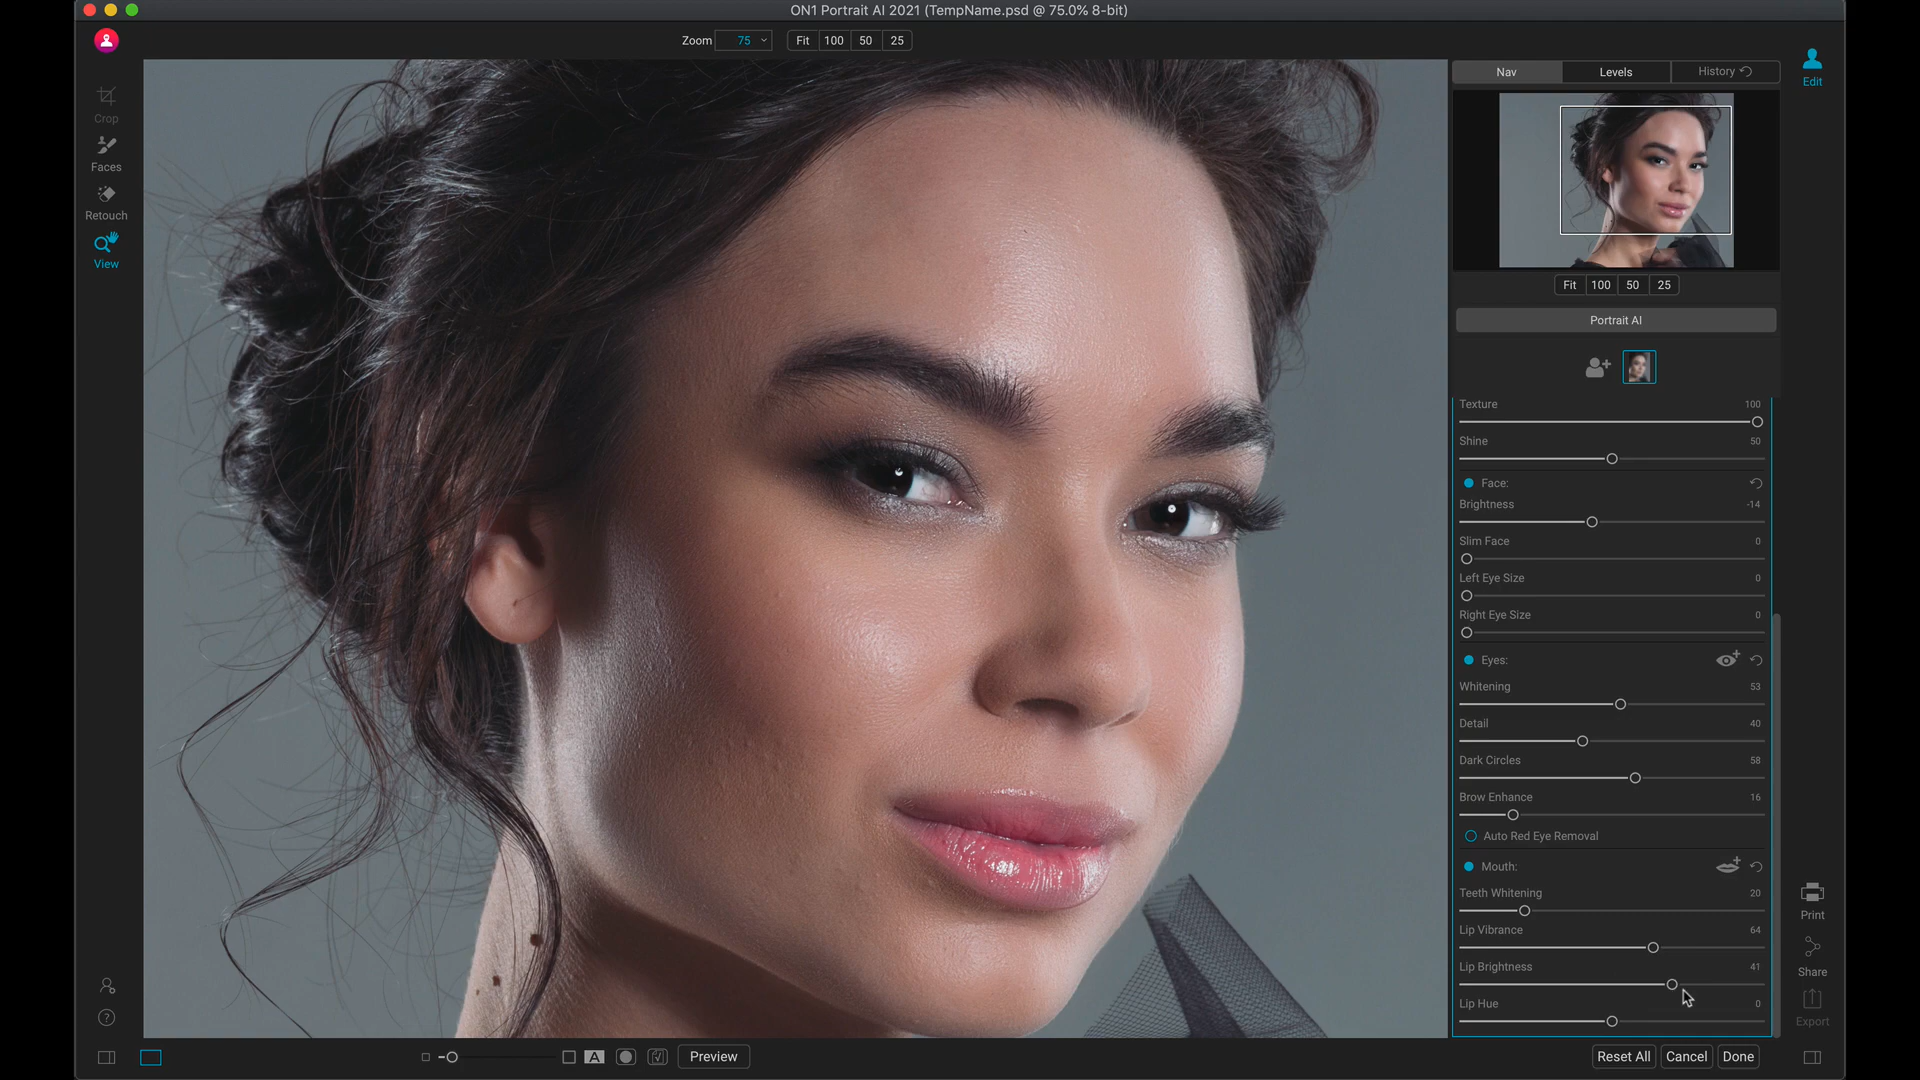 ON1 Portrait AI 2021 (TempName.psd @ 75.0% 8-bit)
Zoom 75 Fit 100 50 25
Crop
Faces
Retouch
View
Nav Levels History
Edit
Fit 100 50 25
Portrait AI
Texture 100
Shine 50
Face:
Brightness -14
Slim Face 0
Left Eye Size 0
Right Eye Size 0
Eyes:
Whitening 53
Detail 40
Dark Circles 58
Brow Enhance 16
Auto Red Eye Removal
Mouth:
Teeth Whitening 20
Lip Vibrance 64
Lip Brightness 41
Lip Hue 0
Print
Share
Export
?
A Preview
Reset All Cancel Done